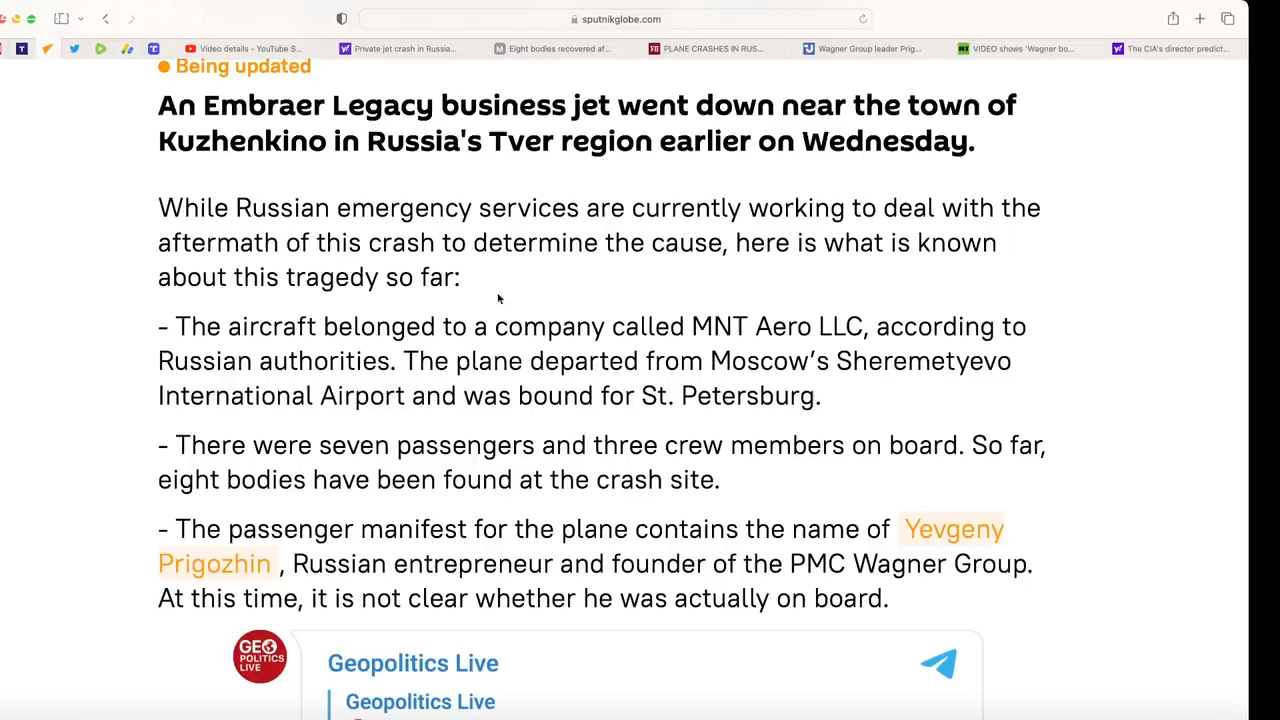 sputnikglobe.com
T
T
Video details - YouTube S...
Private jet crash in Russia...
M
Eight bodies recovered af...
PLANE CRASHES IN RUS...
Wagner Group leader Prig...
RT
VIDEO shows 'Wagner bo...
The CIA's director predict...
Being updated
An Embraer Legacy business jet went down near the town of
Kuzhenkino in Russia's Tver region earlier on Wednesday.
While Russian emergency services are currently working to deal with the
aftermath of this crash to determine the cause, here is what is known
about this tragedy so far:
- The aircraft belonged to a company called MNT Aero LLC, according to
Russian authorities. The plane departed from Moscow’s Sheremetyevo
International Airport and was bound for St. Petersburg.
- There were seven passengers and three crew members on board. So far,
eight bodies have been found at the crash site.
- The passenger manifest for the plane contains the name of Yevgeny
Prigozhin , Russian entrepreneur and founder of the PMC Wagner Group.
At this time, it is not clear whether he was actually on board.
GEO
POLITICS
LIVE
Geopolitics Live
Geopolitics Live